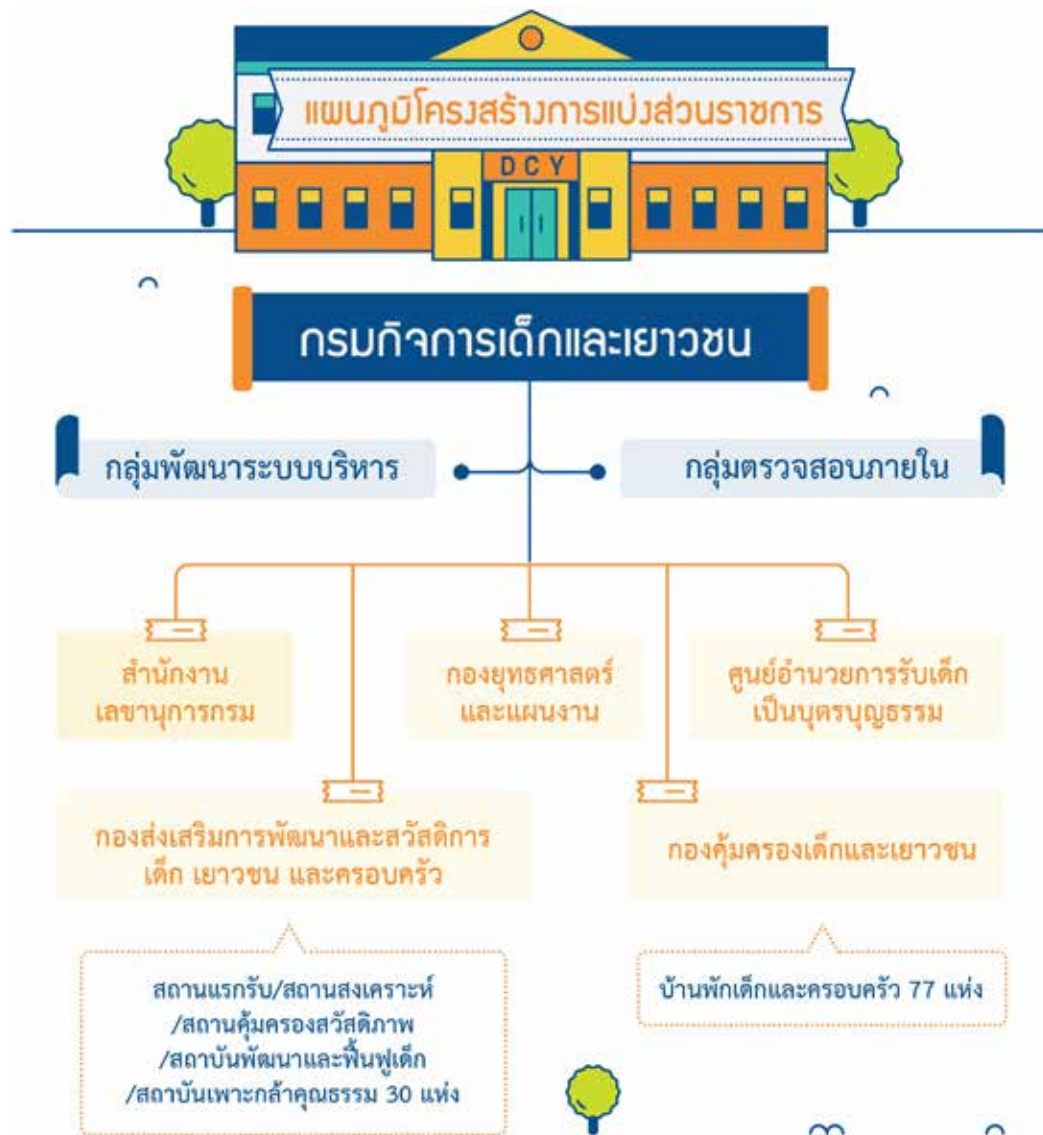 แผนภูมิโครงสร้างการแบ่งส่วนราชการ
DCY
กรมกิจการเด็กและเยาวชน
กลุ่มพัฒนาระบบบริหาร
กลุ่มตรวจสอบภายใน
สำนักงาน
เลขานุการกรม
กองยุทธศาสตร์
และแผนงาน
ศูนย์อำนวยการรับเด็ก
เป็นบุตรบุญธรรม
กองส่งเสริมการพัฒนาและสวัสดิการ
เด็ก เยาวชน และครอบครัว
กองคุ้มครองเด็กและเยาวชน
สถานแรกรับ/สถานสงเคราะห์
/สถานคุ้มครองสวัสดิภาพ
/สถาบันพัฒนาและฟื้นฟูเด็ก
/สถาบันเพาะกล้าคุณธรรม 30 แห่ง
บ้านพักเด็กและครอบครัว 77 แห่ง